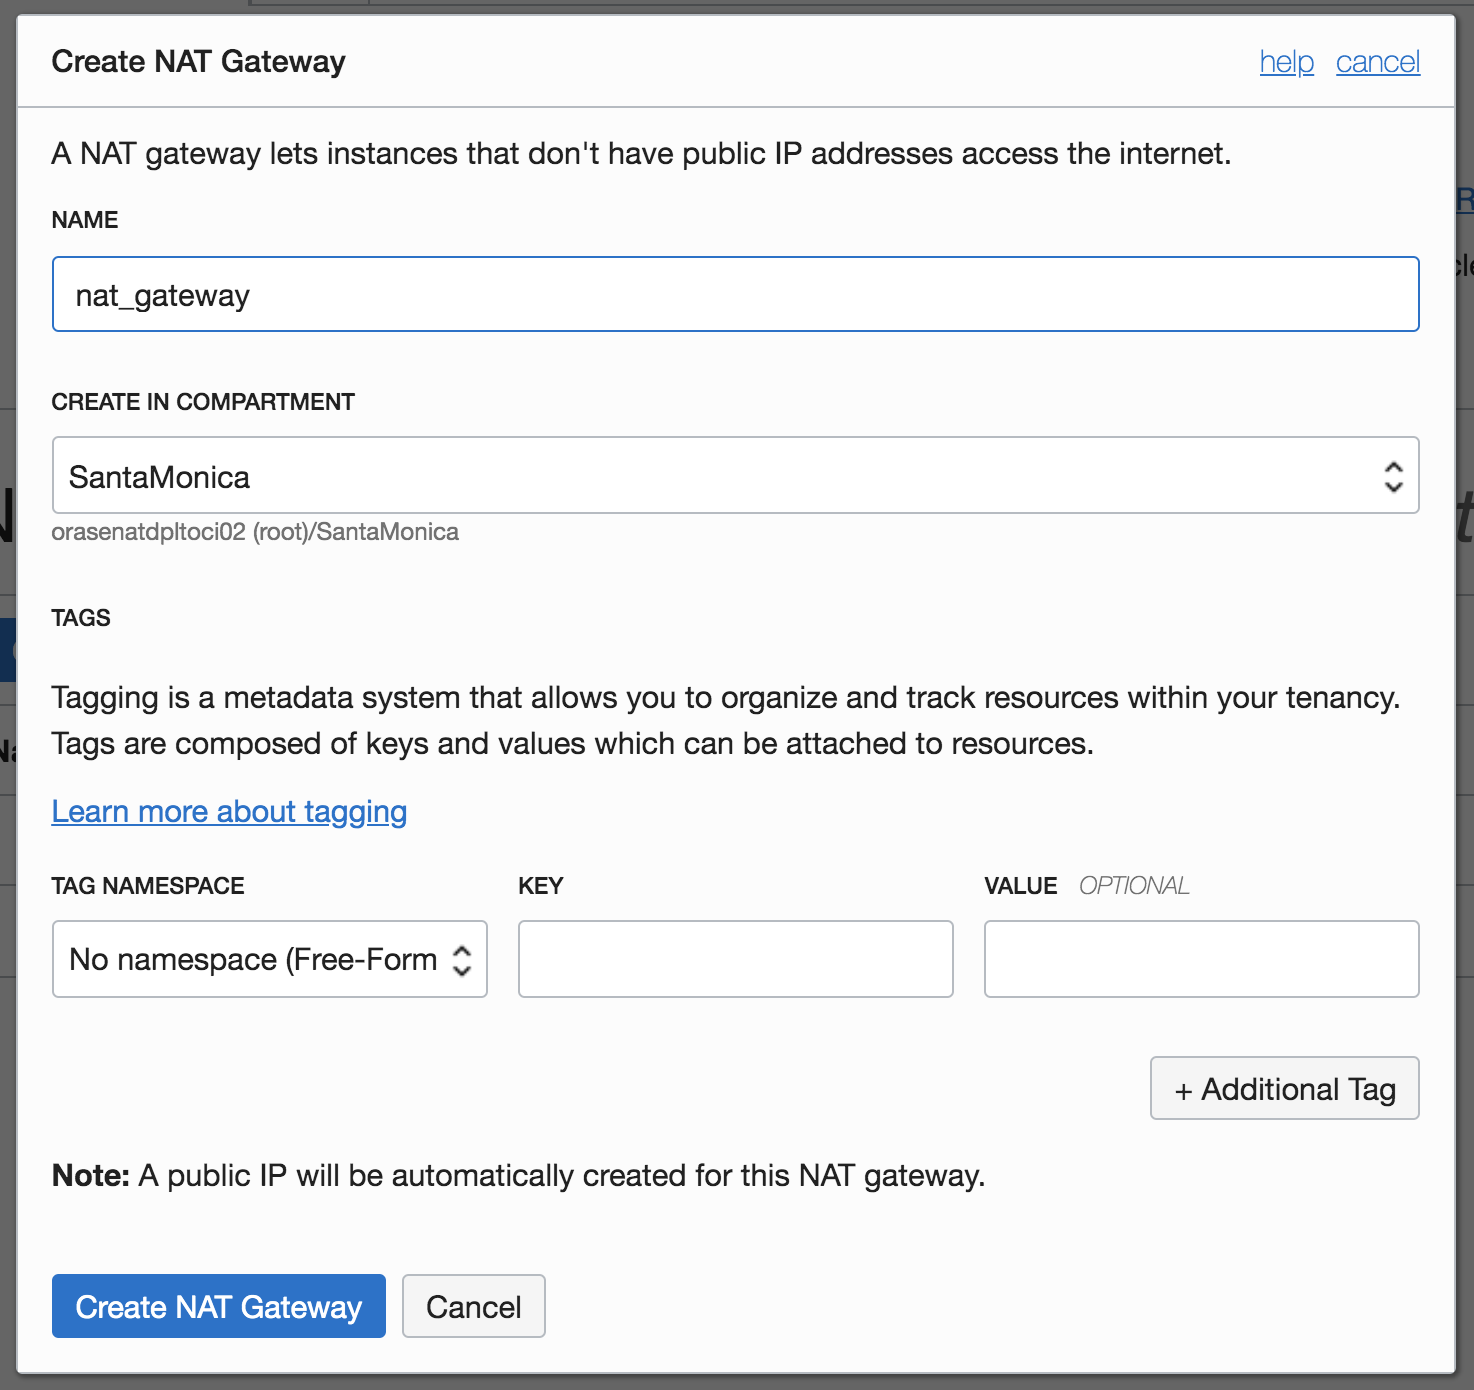 Create NAT Gateway
help cancel
A NAT gateway lets instances that don't have public IP addresses access the internet.
NAME
nat_gateway
CREATE IN COMPARTMENT
SantaMonica
orasenatdpltoci02 (root)/SantaMonica
TAGS
Tagging is a metadata system that allows you to organize and track resources within your tenancy.
Tags are composed of keys and values which can be attached to resources.
Learn more about tagging
TAG NAMESPACE KEY VALUE OPTIONAL
No namespace (Free-Form
+ Additional Tag
Note: A public IP will be automatically created for this NAT gateway.
Create NAT Gateway Cancel